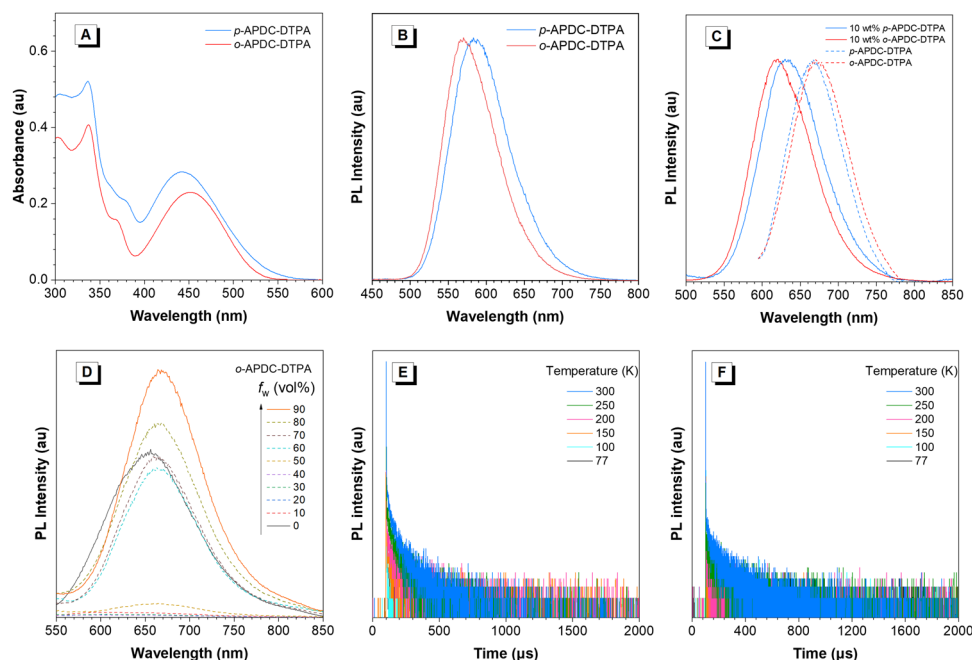 A
p-APDC-DTPA
o-APDC-DTPA
0.6
0.4
0.2
0.0
Absorbance (au)
300 350 400 450 500 550 600
Wavelength (nm)
B
p-APDC-DTPA
o-APDC-DTPA
PL Intensity (au)
450 500 550 600 650 700 750 800
Wavelength (nm)
C
10 wt% p-APDC-DTPA
10 wt% o-APDC-DTPA
p-APDC-DTPA
o-APDC-DTPA
PL Intensity (au)
500 550 600 650 700 750 800 850
Wavelength (nm)
D
o-APDC-DTPA
fw (vol%)
90
80
70
60
50
40
30
20
10
0
PL Intensity (au)
550 600 650 700 750 800 850
Wavelength (nm)
E
Temperature (K)
300
250
200
150
100
77
PL Intensity (au)
0 500 1000 1500 2000
Time (µs)
F
Temperature (K)
300
250
200
150
100
77
PL intensity (au)
0 400 800 1200 1600 2000
Time (µs)